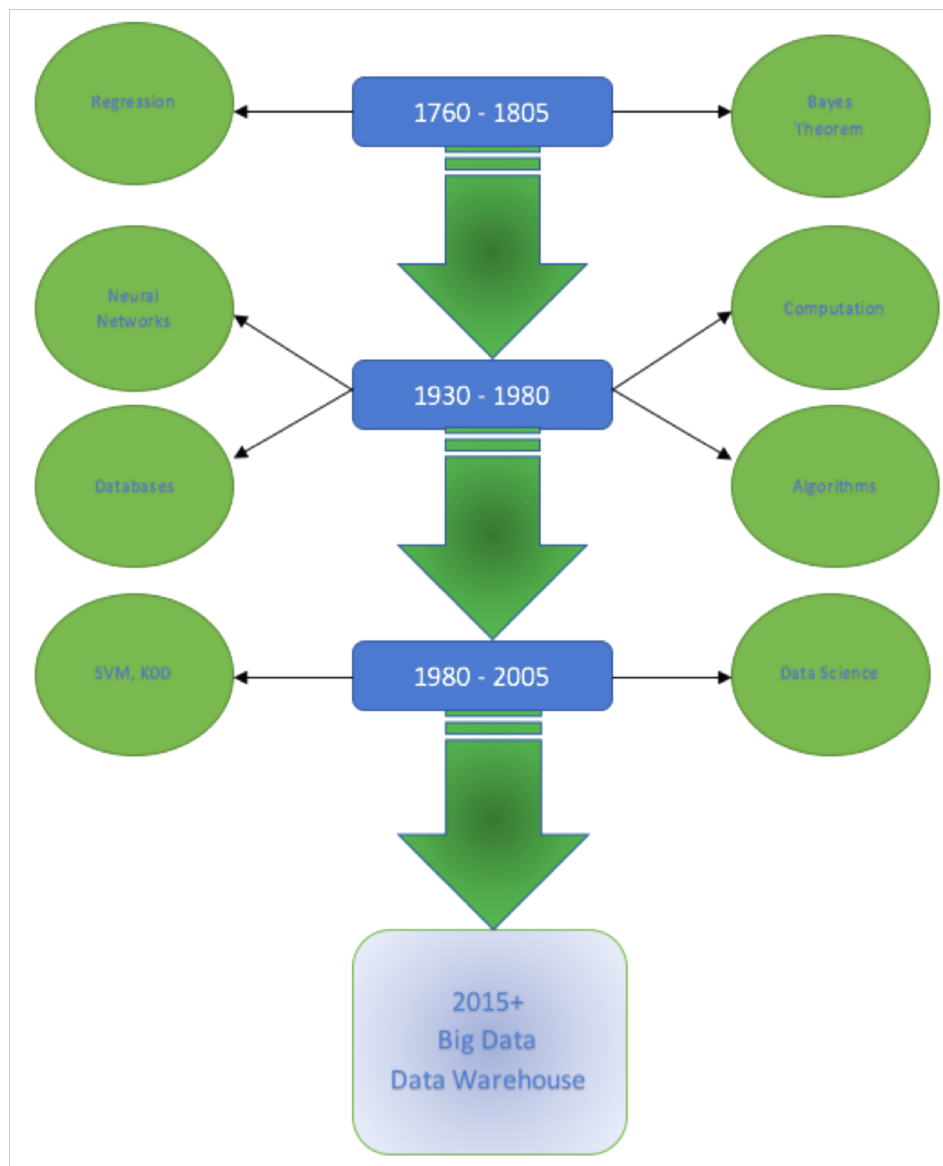 Regression
1760 - 1805
Bayes
Theorem
Neural
Networks
Computation
1930 - 1980
Databases
Algorithms
SVM, KDD
1980 - 2005
Data Science
2015+
Big Data
Data Warehouse